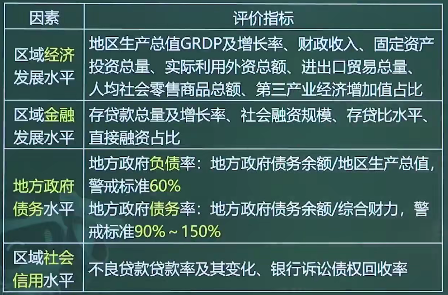 因素
评价指标
区域经济
发展水平
地区生产总值GRDP及增长率、财政收入、固定资产
投资总量、实际利用外资总额、进出口贸易总量、
人均社会零售商品总额、第三产业经济增加值占比
区域金融
发展水平
存贷款总量及增长率、社会融资规模、存贷比水平、
直接融资占比
地方政府
债务水平
地方政府负债率：地方政府债务余额/地区生产总值，
警戒标准60%
地方政府债务率：地方政府债务余额/综合财力，警
戒标准90%～150%
区域社会
信用水平
不良贷款贷款率及其变化、银行诉讼债权回收率